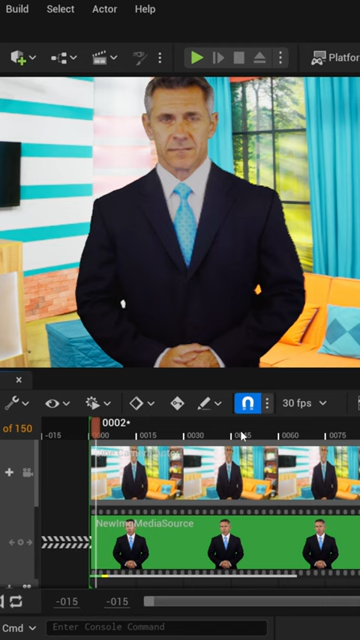 Build Select Actor Help
Platfor
x
30 fps
of 150
0002*
-015 0000 0015 0030 0045 0060 0075
NewImgMediaSource
-015 -015
Cmd Enter Console Command